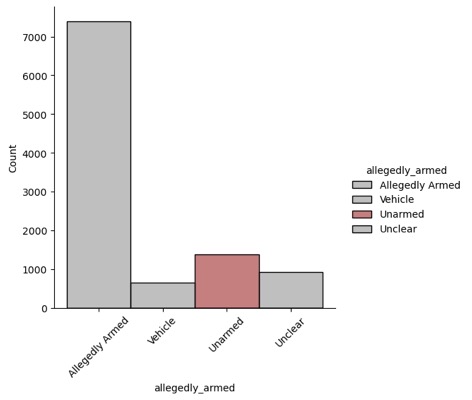 7000
6000
5000
4000
3000
2000
1000
0
Count
Allegedly Armed
Vehicle
Unarmed
Unclear
allegedly_armed
allegedly_armed
Allegedly Armed
Vehicle
Unarmed
Unclear